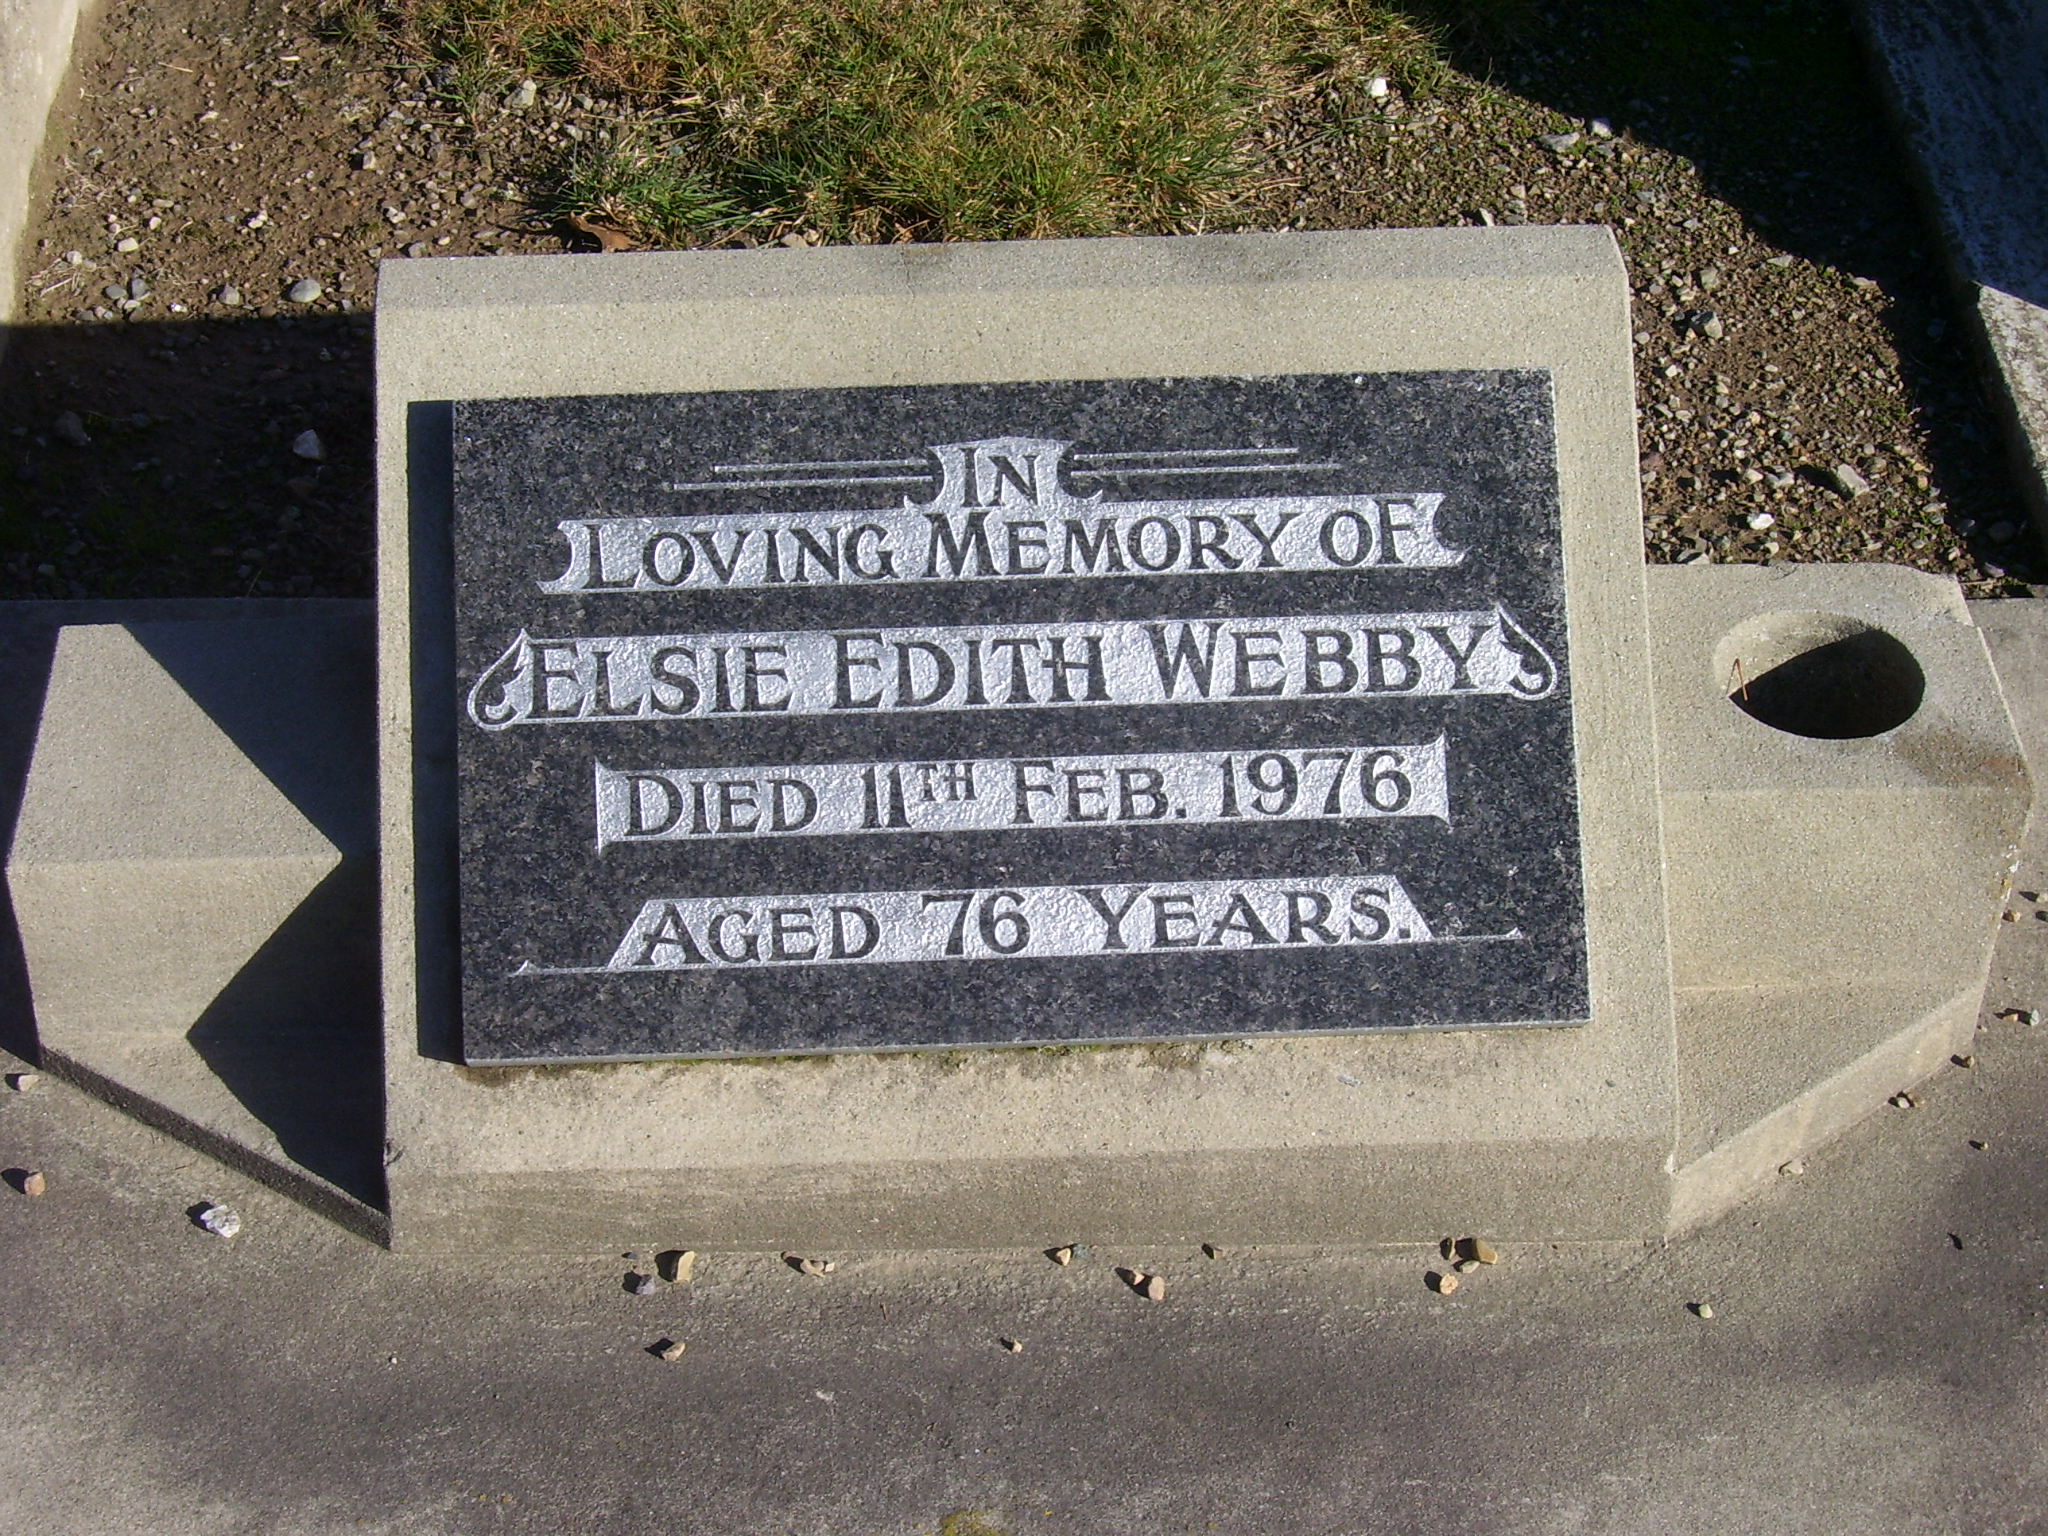 IN
LOVING MEMORY OF
ELSIE EDITH WEBBY
DIED 11TH FEB. 1976
AGED 76 YEARS.